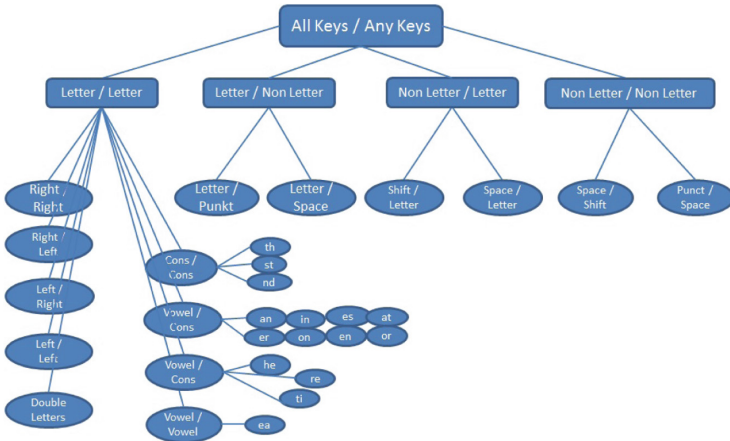 All Keys / Any Keys
Letter / Letter
Letter / Non Letter
Non Letter / Letter
Non Letter / Non Letter
Right /
Right
Letter /
Punkt
Letter /
Space
Shift /
Letter
Space /
Letter
Space /
Shift
Punct /
Space
Right /
Left
Cons /
Cons
th
st
nd
Left /
Right
Vowel /
Cons
an
in
es
at
er
on
en
or
Left /
Left
Vowel /
Cons
he
re
ti
Double
Letters
Vowel /
Vowel
ea